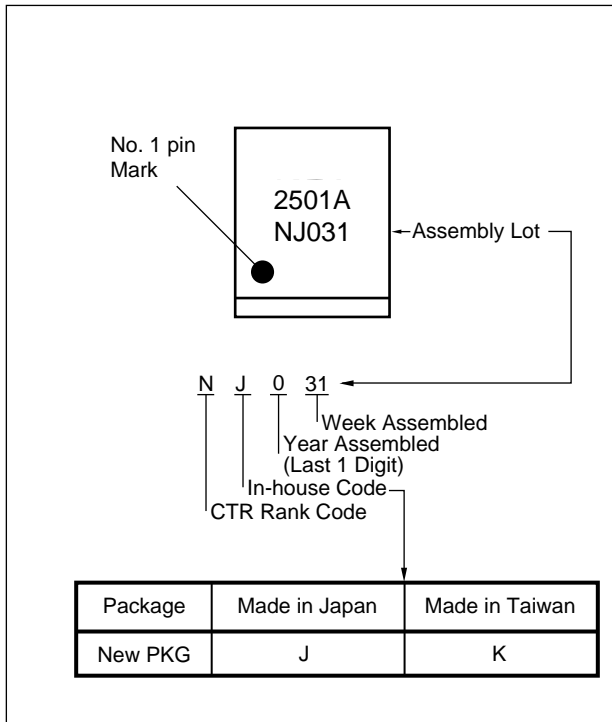 No. 1 pin
Mark
2501A
NJ031
Assembly Lot
N J 0 31
Week Assembled
Year Assembled
(Last 1 Digit)
In-house Code
CTR Rank Code
Package Made in Japan Made in Taiwan
New PKG J K